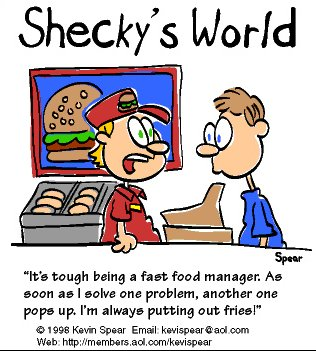 Shecky's World
Spear
"It's tough being a fast food manager. As
soon as I solve one problem, another one
pops up. I'm always putting out fries!"
© 1998 Kevin Spear Email: kevispear@aol.com
Web: http://members.aol.com/kevispear